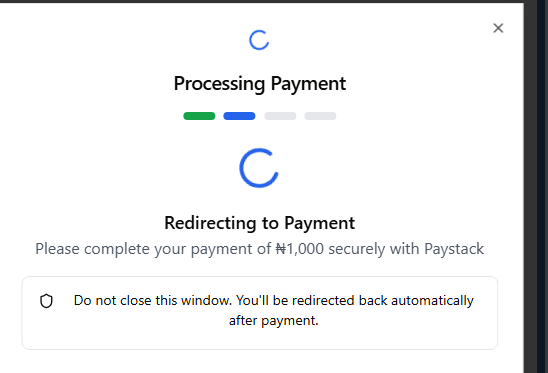 Processing Payment
Redirecting to Payment
Please complete your payment of ₦1,000 securely with Paystack
Do not close this window. You'll be redirected back automatically
after payment.